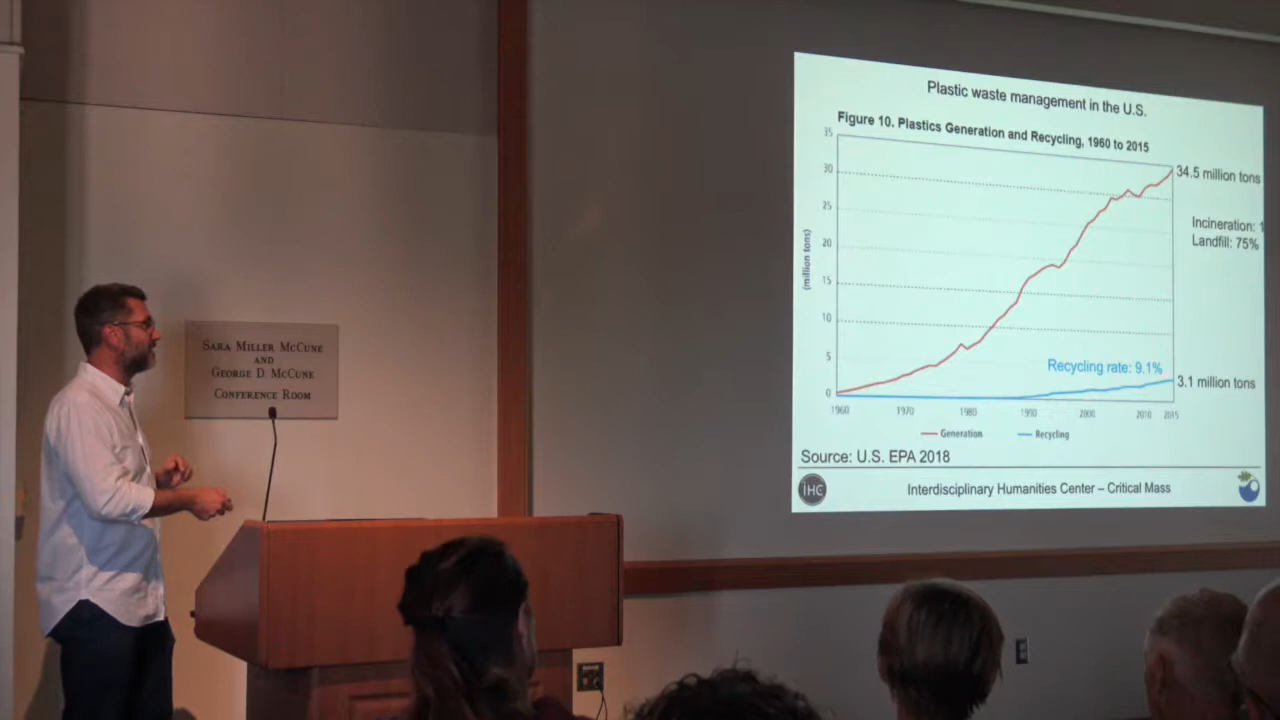 SARA MILLER MCCUNE
AND
GEORGE D. MCCUNE
CONFERENCE ROOM
Plastic waste management in the U.S.
Figure 10. Plastics Generation and Recycling, 1960 to 2015
35
30
25
20
15
10
5
0
(million tons)
34.5 million tons
Incineration: 1
Landfill: 75%
Recycling rate: 9.1%
3.1 million tons
1960 1970 1980 1990 2000 2010 2015
Generation Recycling
Source: U.S. EPA 2018
IHC
Interdisciplinary Humanities Center – Critical Mass